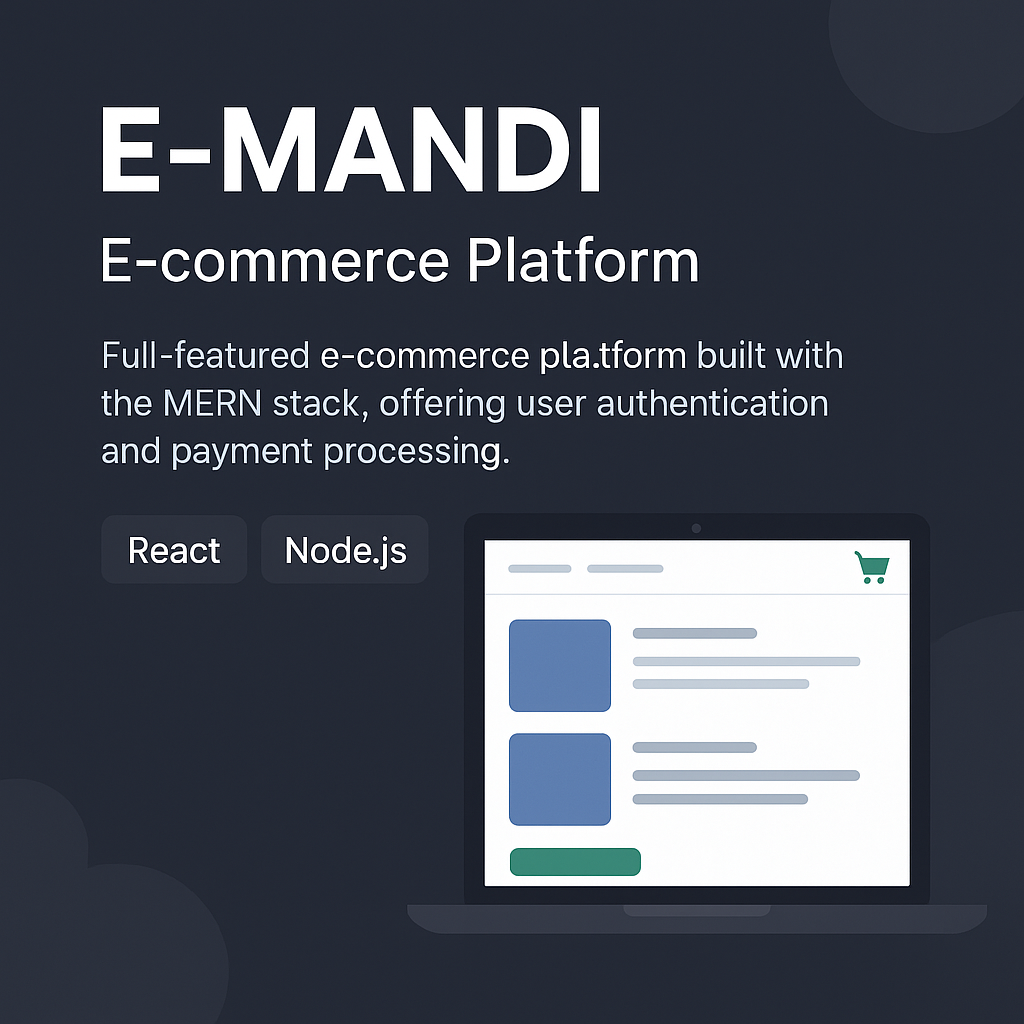 E-MANDI
E-commerce Platform
Full-featured e-commerce pla.tform built with
the MERN stack, offering user authentication
and payment processing.
React
Node.js